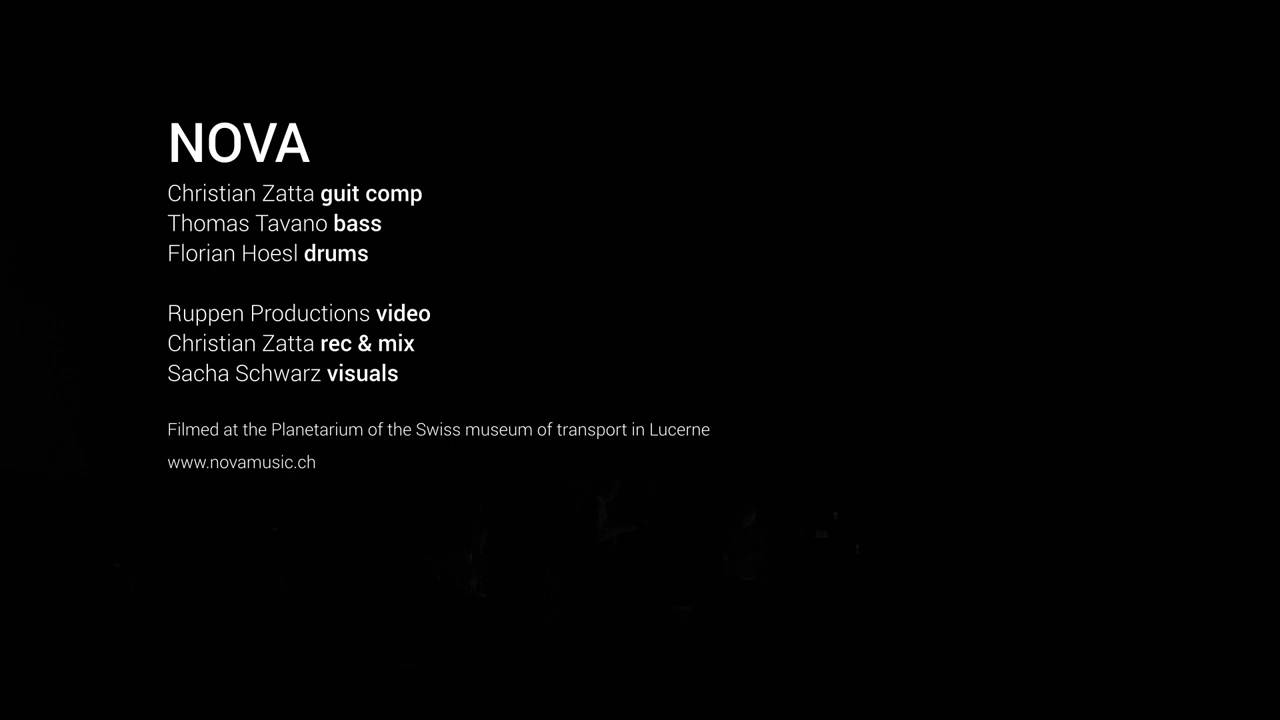 NOVA
Christian Zatta guit comp
Thomas Tavano bass
Florian Hoesl drums
Ruppen Productions video
Christian Zatta rec & mix
Sacha Schwarz visuals
Filmed at the Planetarium of the Swiss museum of transport in Lucerne
www.novamusic.ch